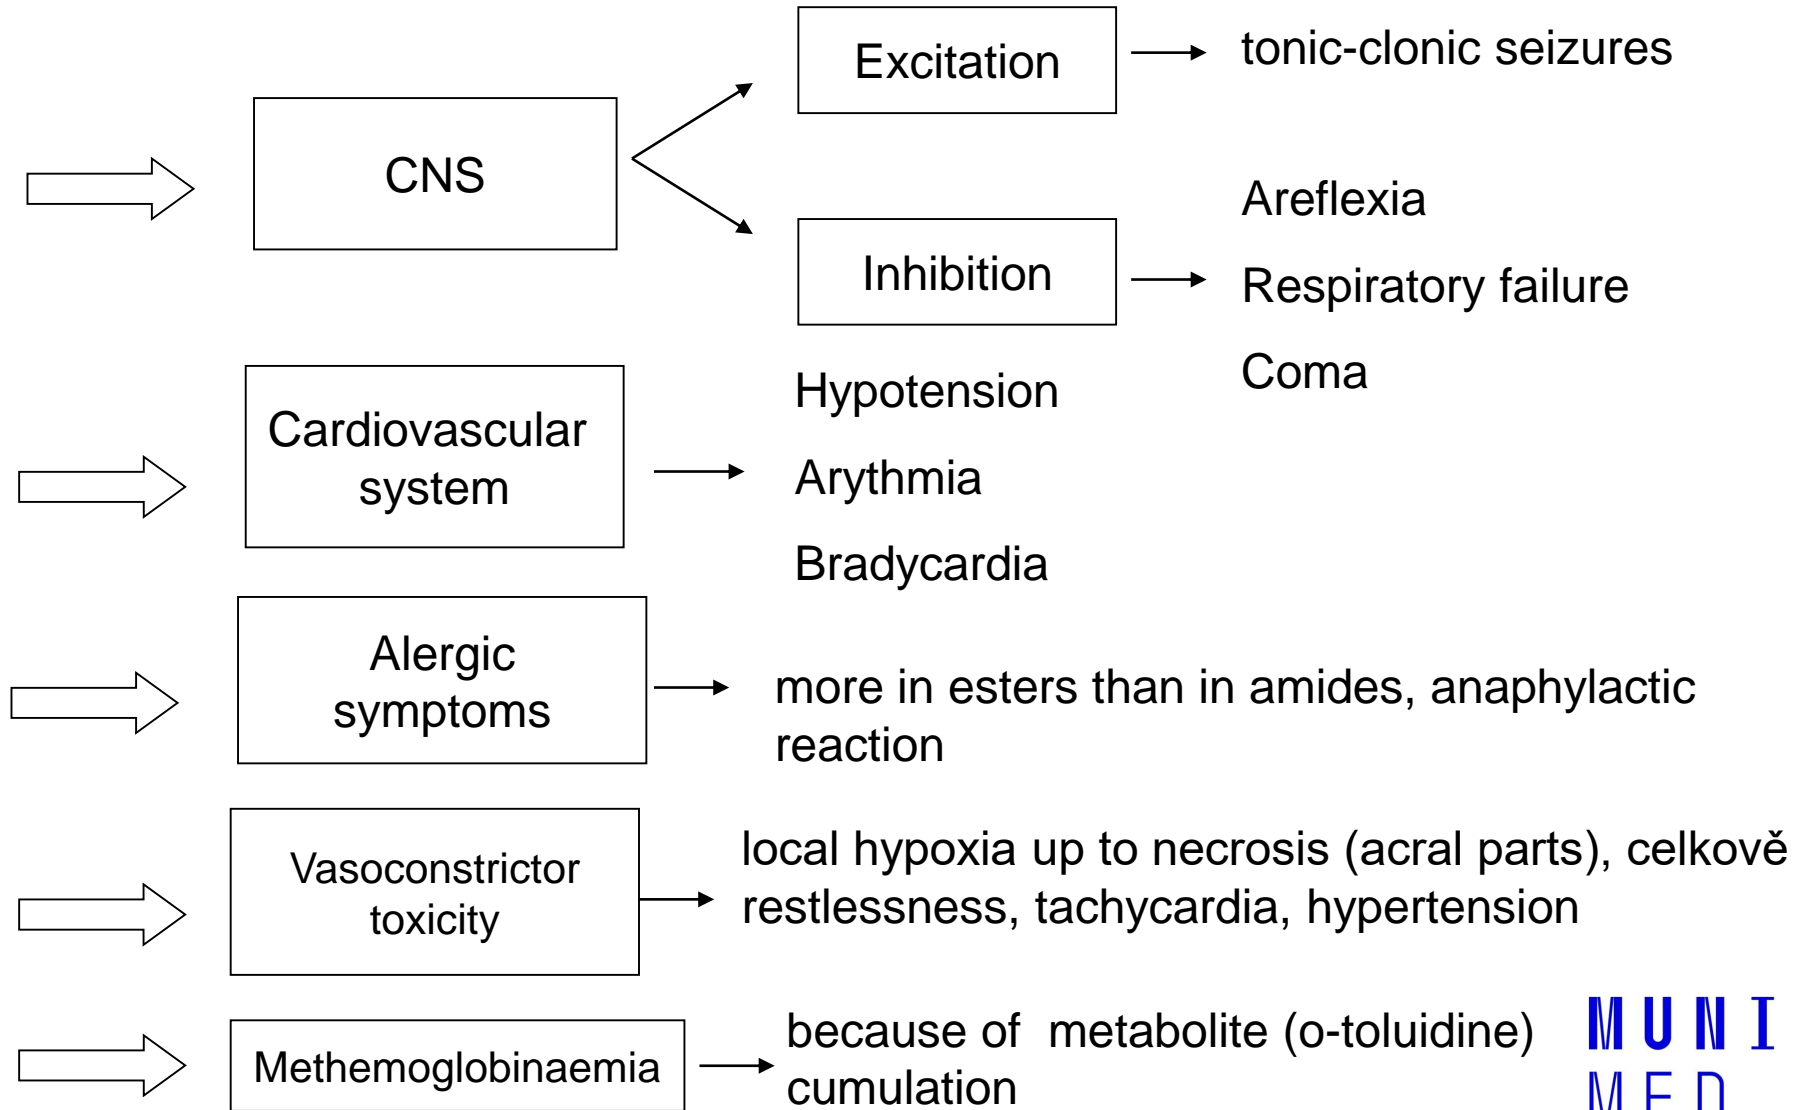 Excitation
tonic-clonic seizures
CNS
Inhibition
Areflexia
Respiratory failure
Coma
Cardiovascular
system
Hypotension
Arythmia
Bradycardia
Alergic
symptoms
more in esters than in amides, anaphylactic
reaction
Vasoconstrictor
toxicity
local hypoxia up to necrosis (acral parts), celkově
restlessness, tachycardia, hypertension
Methemoglobinaemia
because of metabolite (o-toluidine)
cumulation
MUNI
MED